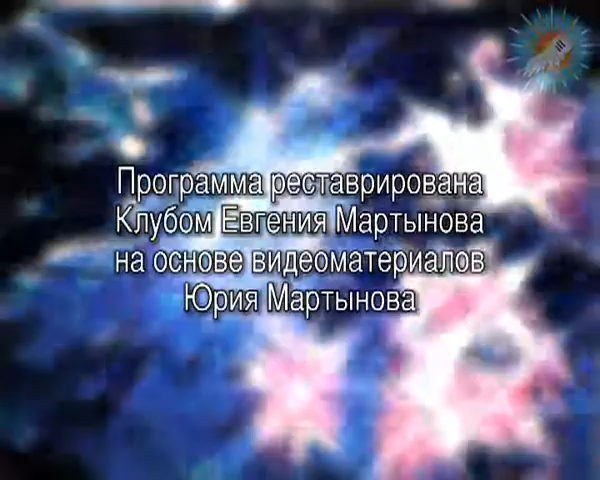 Программа реставрирована
Клубом Евгения Мартынова
на основе видеоматериалов
Юрия Мартынова